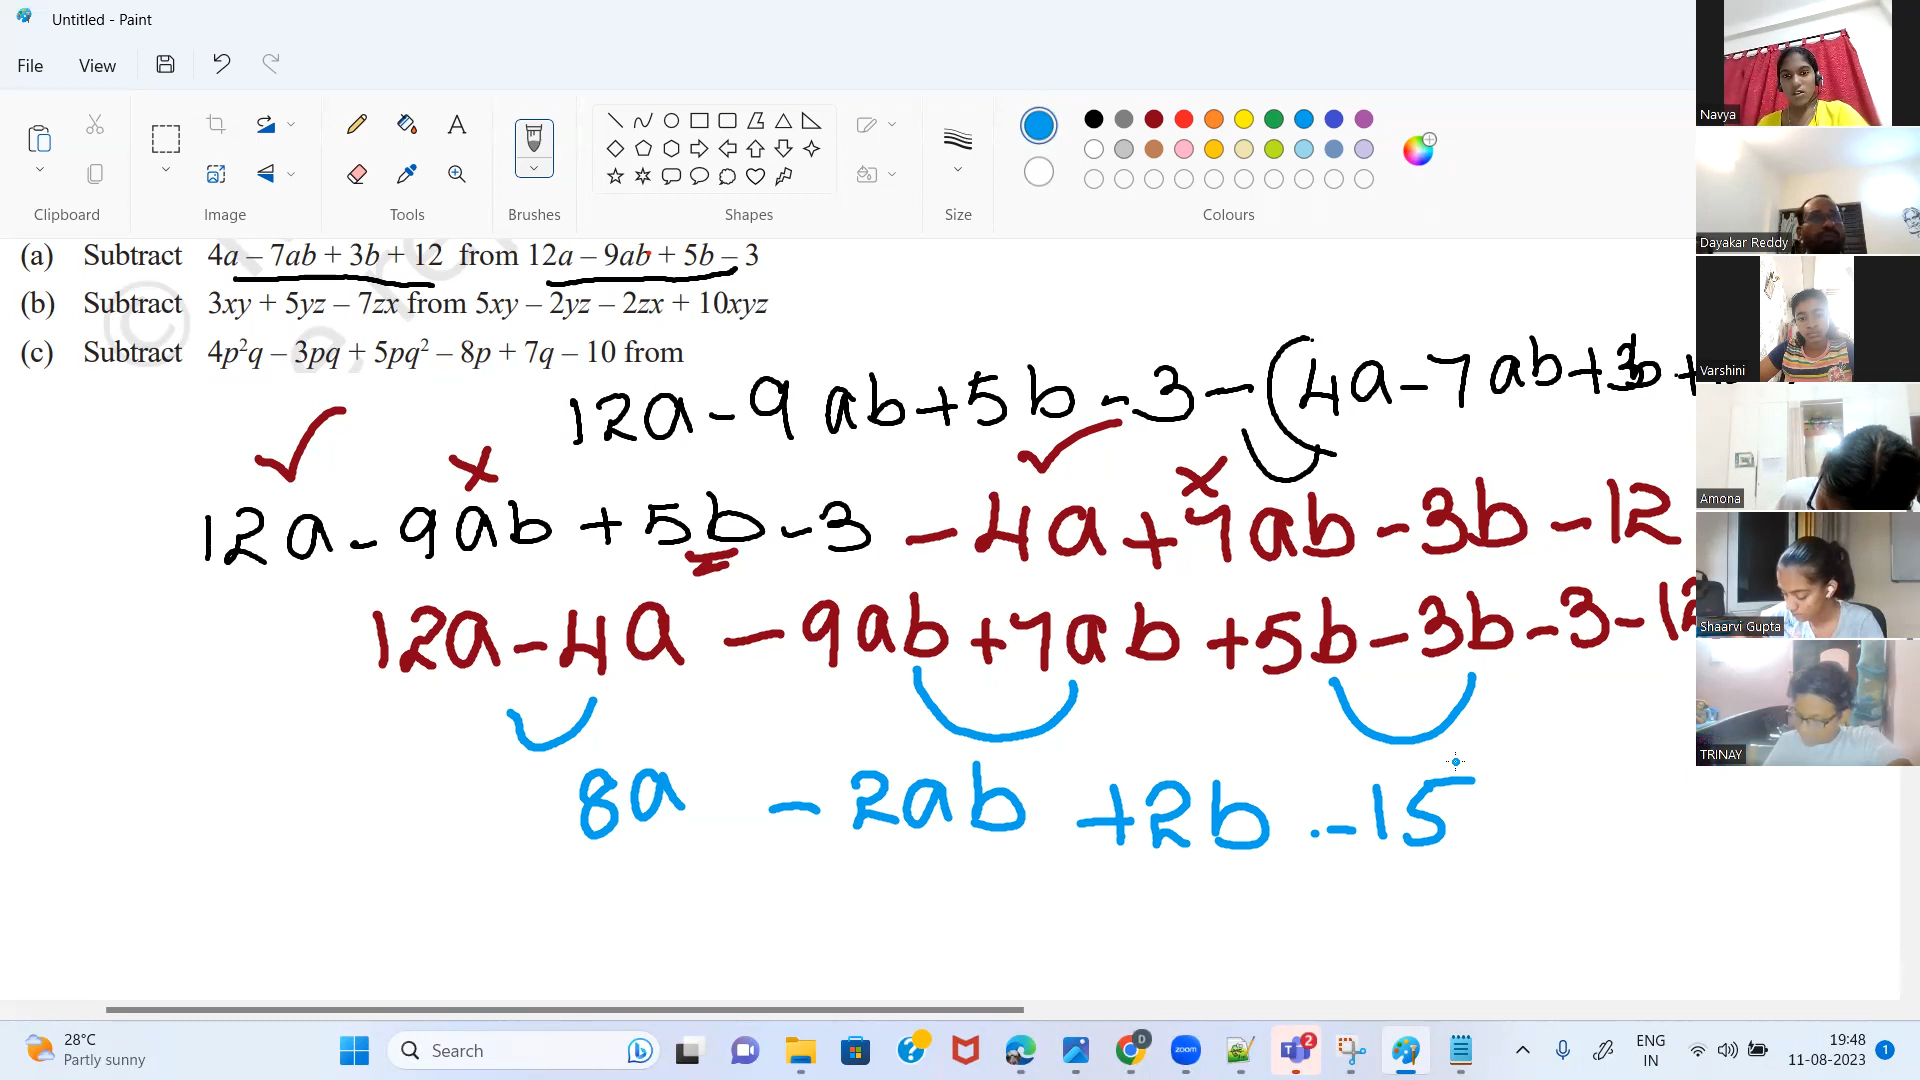 Untitled - Paint
File View
Clipboard Image Tools Brushes Shapes Size Colours
(a) Subtract 4a – 7ab + 3b + 12 from 12a – 9ab + 5b – 3
(b) Subtract 3xy + 5yz – 7zx from 5xy – 2yz – 2zx + 10xyz
(c) Subtract 4p²q – 3pq + 5pq² – 8p + 7q – 10 from
12a - 9ab + 5b - 3 - (4a - 7ab + 3b +
12a - 9ab + 5b - 3 - 4a + 7ab - 3b - 12
12a - 4a - 9ab + 7ab + 5b - 3b - 3 - 12
8a - 2ab + 2b - 15
Navya
Dayakar Reddy
Varshini
Amona
Shaarvi Gupta
TRINAY
28°C
Partly sunny
Search
D
zoom
2
ENG
IN
19:48
11-08-2023
1